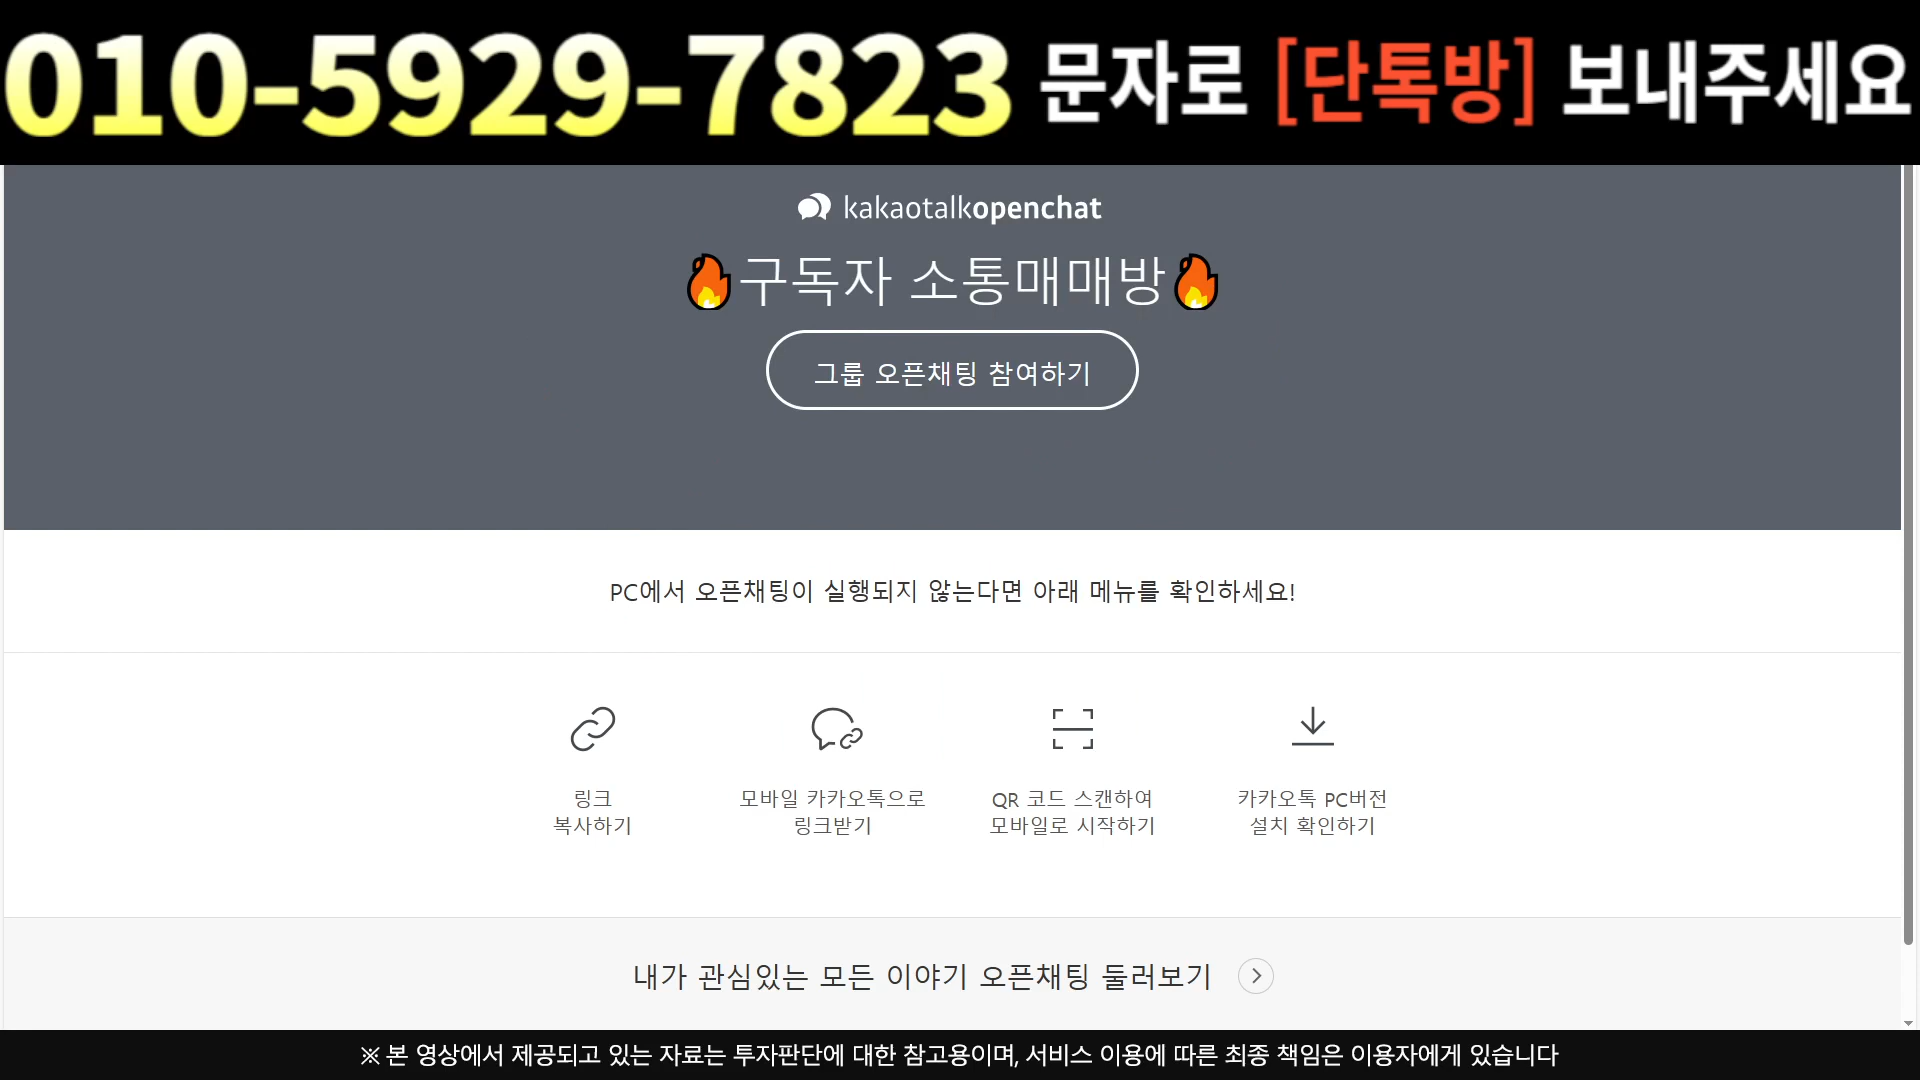 010-5929-7823 문자로 [단톡방] 보내주세요
kakaotalkopenchat
🔥구독자 소통매매방🔥
그룹 오픈채팅 참여하기
PC에서 오픈채팅이 실행되지 않는다면 아래 메뉴를 확인하세요!
링크
복사하기
모바일 카카오톡으로
링크받기
QR 코드 스캔하여
모바일로 시작하기
카카오톡 PC버전
설치 확인하기
내가 관심있는 모든 이야기 오픈채팅 둘러보기
※ 본 영상에서 제공되고 있는 자료는 투자판단에 대한 참고용이며, 서비스 이용에 따른 최종 책임은 이용자에게 있습니다